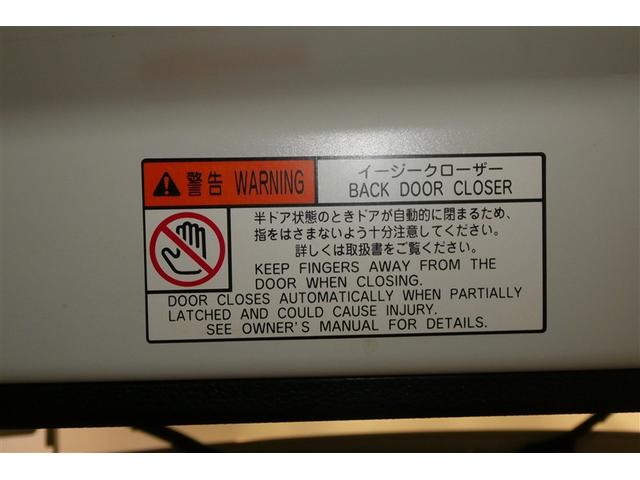 警告 WARNING
イージークローザー
BACK DOOR CLOSER
半ドア状態のときドアが自動的に閉まるため、
指をはさまないよう十分注意してください。
詳しくは取扱書をご覧ください。
KEEP FINGERS AWAY FROM THE
DOOR WHEN CLOSING.
DOOR CLOSES AUTOMATICALLY WHEN PARTIALLY
LATCHED AND COULD CAUSE INJURY.
SEE OWNER'S MANUAL FOR DETAILS.